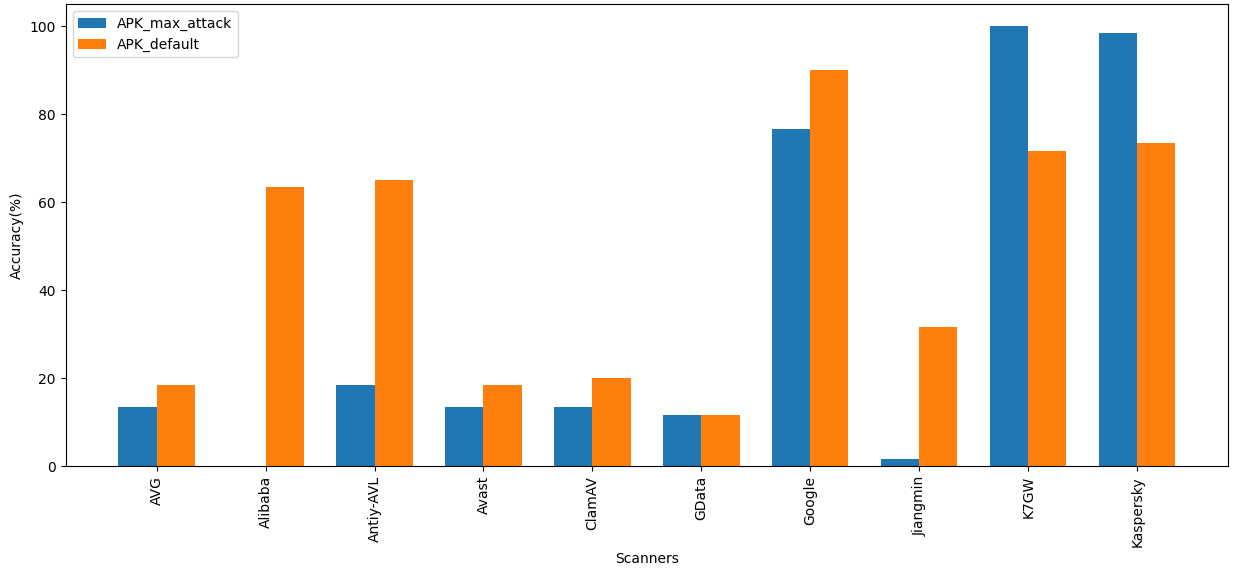 APK_max_attack
APK_default
100
80
60
40
20
0
Accuracy(%)
AVG
Alibaba
Antiy-AVL
Avast
ClamAV
GData
Google
Jiangmin
K7GW
Kaspersky
Scanners